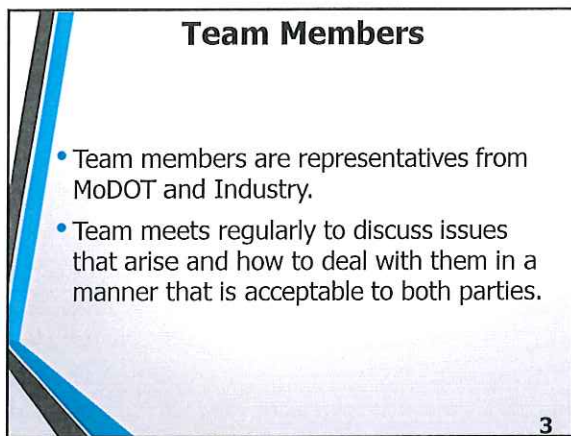 Team Members
• Team members are representatives from
MoDOT and Industry.
• Team meets regularly to discuss issues
that arise and how to deal with them in a
manner that is acceptable to both parties.
3